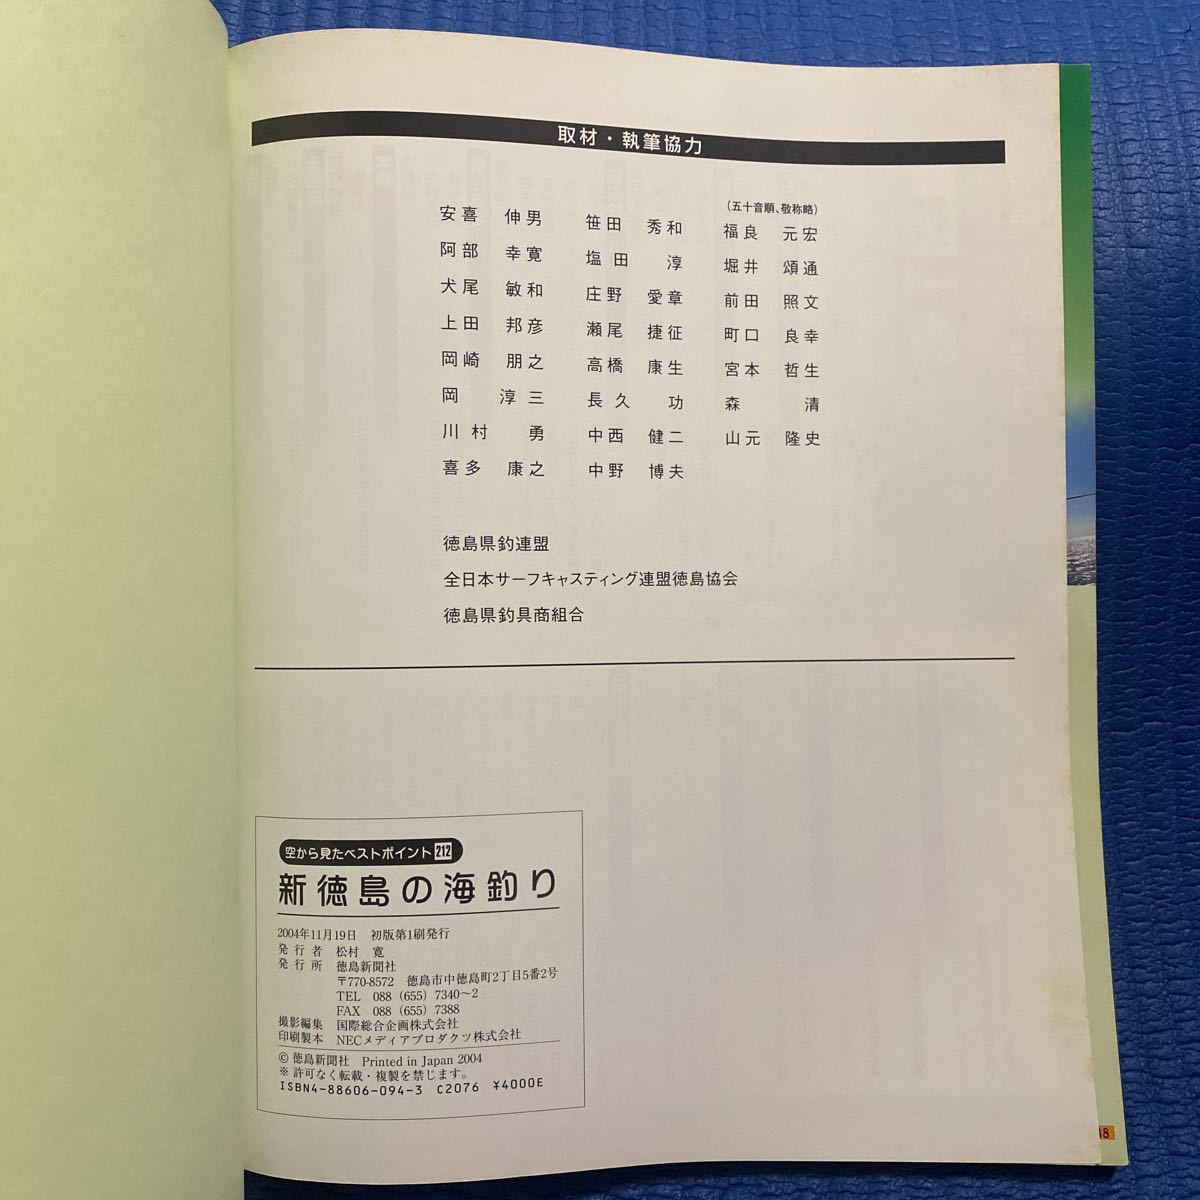 取材・執筆協力
(五十音順、敬称略)
安喜 伸男 笹田 秀和 福良 元宏
阿部 幸寛 塩田 淳 堀井 頌通
犬尾 敏和 庄野 愛章 前田 照文
上田 邦彦 瀬尾 捷征 町口 良幸
岡崎 朋之 高橋 康生 宮本 哲生
岡 淳三 長久 功 森 清
川村 勇 中西 健二 山元 隆史
喜多 康之 中野 博夫
徳島県釣連盟
全日本サーフキャスティング連盟徳島協会
徳島県釣具商組合
空から見たベストポイント212
新徳島の海釣り
2004年11月19日 初版第1刷発行
発行者 松村 寛
発行所 徳島新聞社
〒770-8572 徳島市中徳島町2丁目5番2号
TEL 088 (655) 7340〜2
FAX 088 (655) 7388
撮影編集 国際総合企画株式会社
印刷製本 NECメディアプロダクツ株式会社
© 徳島新聞社 Printed in Japan 2004
※ 許可なく転載・複製を禁じます。
ISBN4-88606-094-3 C2076 ¥4000E